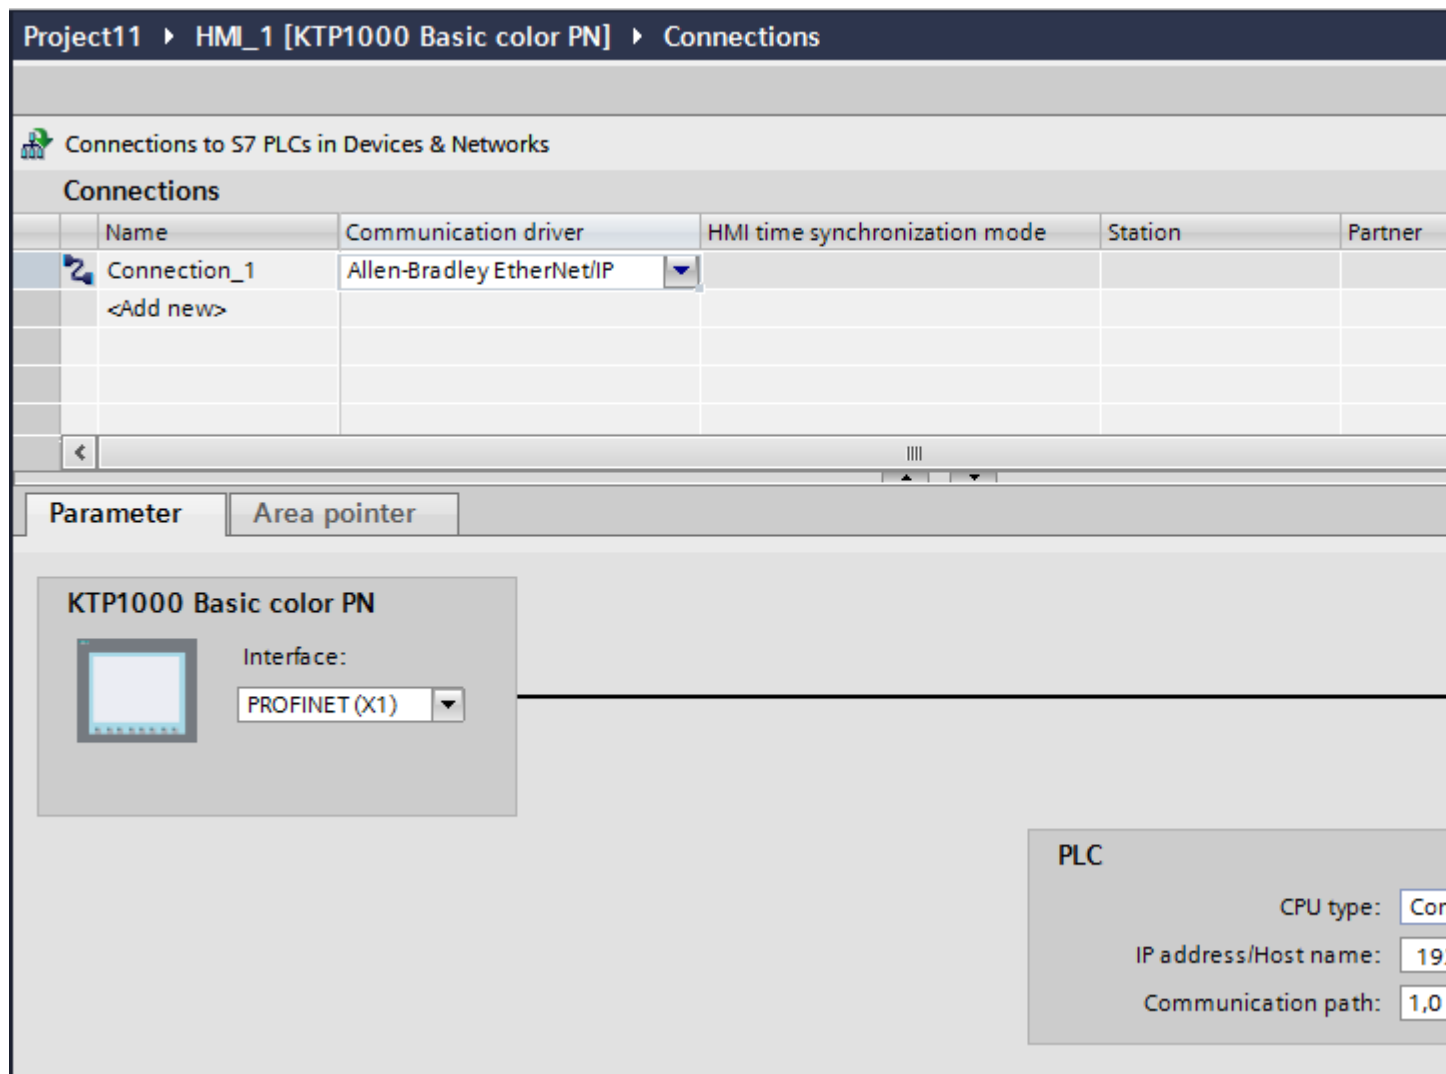 Project11 ▸ HMI_1 [KTP1000 Basic color PN] ▸ Connections
Connections to S7 PLCs in Devices & Networks
Connections
Name Communication driver HMI time synchronization mode Station Partner
Connection_1 Allen-Bradley EtherNet/IP
<Add new>
Parameter Area pointer
KTP1000 Basic color PN
Interface:
PROFINET (X1)
PLC
CPU type:
IP address/Host name:
Communication path: 1,0